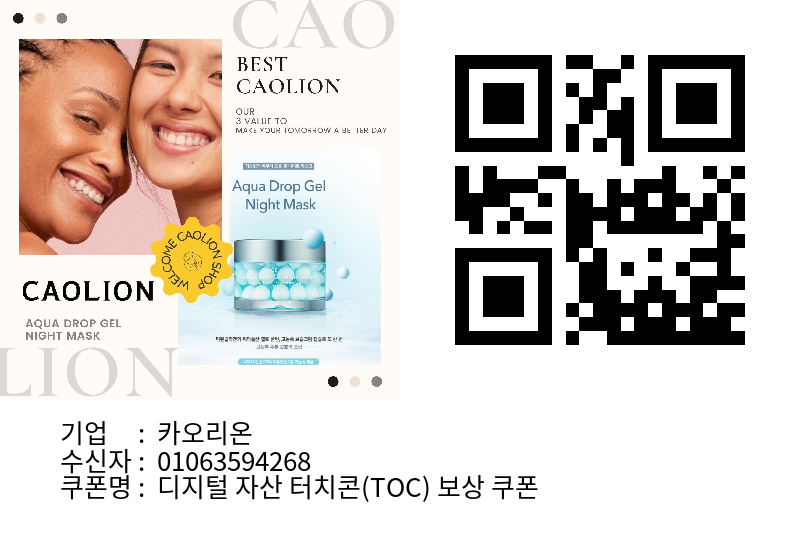 CAO
BEST
CAOLION
OUR
3 VALUE TO
MAKE YOUR TOMORROW A BETTER DAY
Aqua Drop Gel
Night Mask
WELCOME CAOLION SHOP
CAOLION
AQUA DROP GEL
NIGHT MASK
LION
기업 : 카오리온
수신자 : 01063594268
쿠폰명 : 디지털 자산 터치콘(TOC) 보상 쿠폰